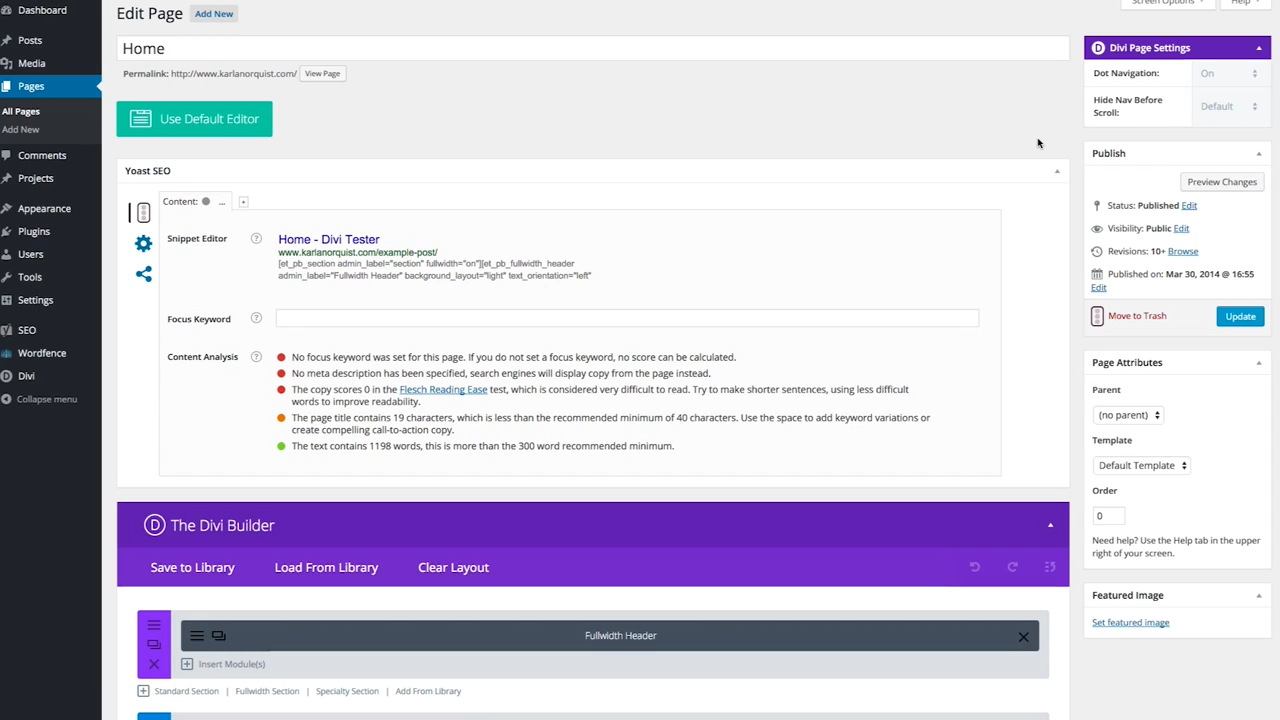 Dashboard
Posts
Media
Pages
All Pages
Add New
Comments
Projects
Appearance
Plugins
Users
Tools
Settings
SEO
Wordfence
Divi
Collapse menu
Edit Page Add New
Screen Options Help
Home
Permalink: http://www.karlanorquist.com/ View Page
Use Default Editor
Yoast SEO
Content: ... +
Snippet Editor ? Home - Divi Tester
www.karlanorquist.com/example-post/
[et_pb_section admin_label="section" fullwidth="on"][et_pb_fullwidth_header
admin_label="Fullwidth Header" background_layout="light" text_orientation="left"
Focus Keyword ?
Content Analysis ? No focus keyword was set for this page. If you do not set a focus keyword, no score can be calculated.
No meta description has been specified, search engines will display copy from the page instead.
The copy scores 0 in the Flesch Reading Ease test, which is considered very difficult to read. Try to make shorter sentences, using less difficult
words to improve readability.
The page title contains 19 characters, which is less than the recommended minimum of 40 characters. Use the space to add keyword variations or
create compelling call-to-action copy.
The text contains 1198 words, this is more than the 300 word recommended minimum.
D The Divi Builder
Save to Library Load From Library Clear Layout
Fullwidth Header
Insert Module(s)
Standard Section | Fullwidth Section | Specialty Section | Add From Library
D Divi Page Settings
Dot Navigation: On
Hide Nav Before Default
Scroll:
Publish
Preview Changes
Status: Published Edit
Visibility: Public Edit
Revisions: 10+ Browse
Published on: Mar 30, 2014 @ 16:55
Edit
Move to Trash Update
Page Attributes
Parent
(no parent)
Template
Default Template
Order
0
Need help? Use the Help tab in the upper
right of your screen.
Featured Image
Set featured image